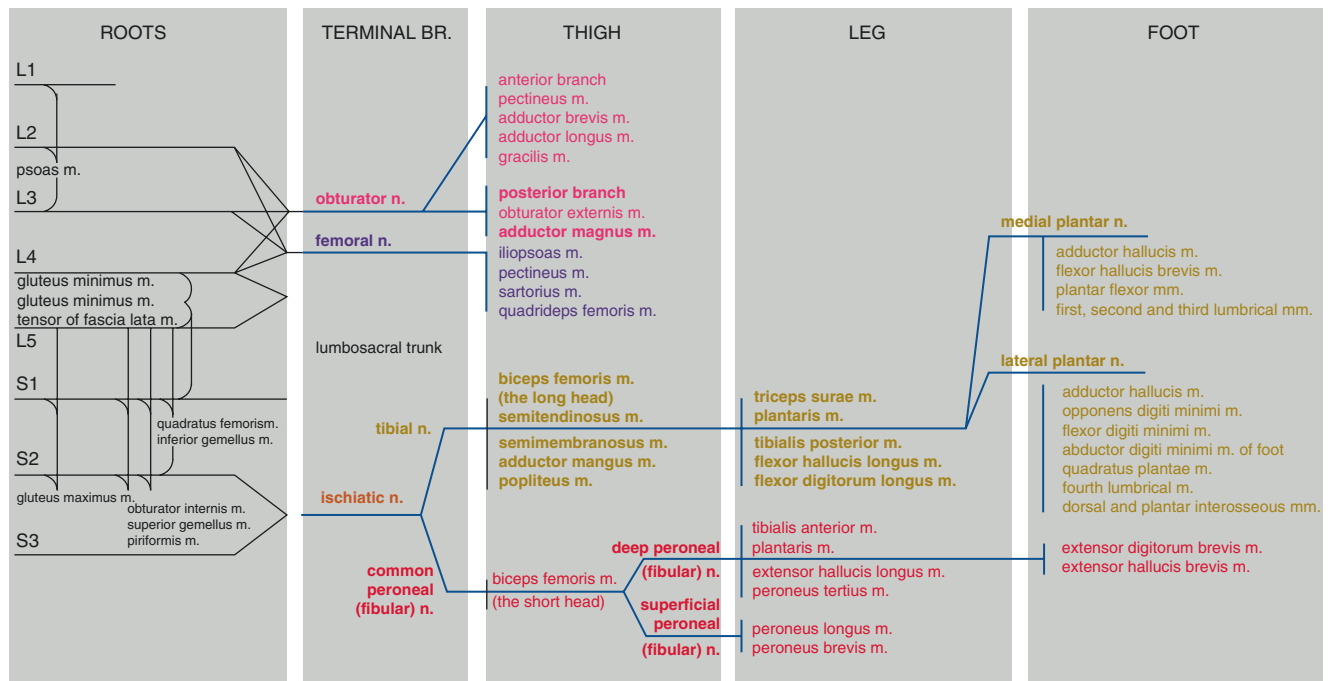 ROOTS
L1
L2
psoas m.
L3
L4
gluteus minimus m.
gluteus minimus m.
tensor of fascia lata m.
L5
S1
quadratus femorism.
inferior gemellus m.
S2
gluteus maximus m.
obturator internis m.
superior gemellus m.
piriformis m.
S3
TERMINAL BR.
obturator n.
femoral n.
lumbosacral trunk
tibial n.
ischiatic n.
common
peroneal
(fibular) n.
THIGH
anterior branch
pectineus m.
adductor brevis m.
adductor longus m.
gracilis m.
posterior branch
obturator externis m.
adductor magnus m.
iliopsoas m.
pectineus m.
sartorius m.
quadrideps femoris m.
biceps femoris m.
(the long head)
semitendinosus m.
semimembranosus m.
adductor mangus m.
popliteus m.
biceps femoris m.
(the short head)
deep peroneal
(fibular) n.
superficial
peroneal
(fibular) n.
LEG
triceps surae m.
plantaris m.
tibialis posterior m.
flexor hallucis longus m.
flexor digitorum longus m.
tibialis anterior m.
plantaris m.
extensor hallucis longus m.
peroneus tertius m.
peroneus longus m.
peroneus brevis m.
FOOT
medial plantar n.
adductor hallucis m.
flexor hallucis brevis m.
plantar flexor mm.
first, second and third lumbrical mm.
lateral plantar n.
adductor hallucis m.
opponens digiti minimi m.
flexor digiti minimi m.
abductor digiti minimi m. of foot
quadratus plantae m.
fourth lumbrical m.
dorsal and plantar interosseous mm.
extensor digitorum brevis m.
extensor hallucis brevis m.